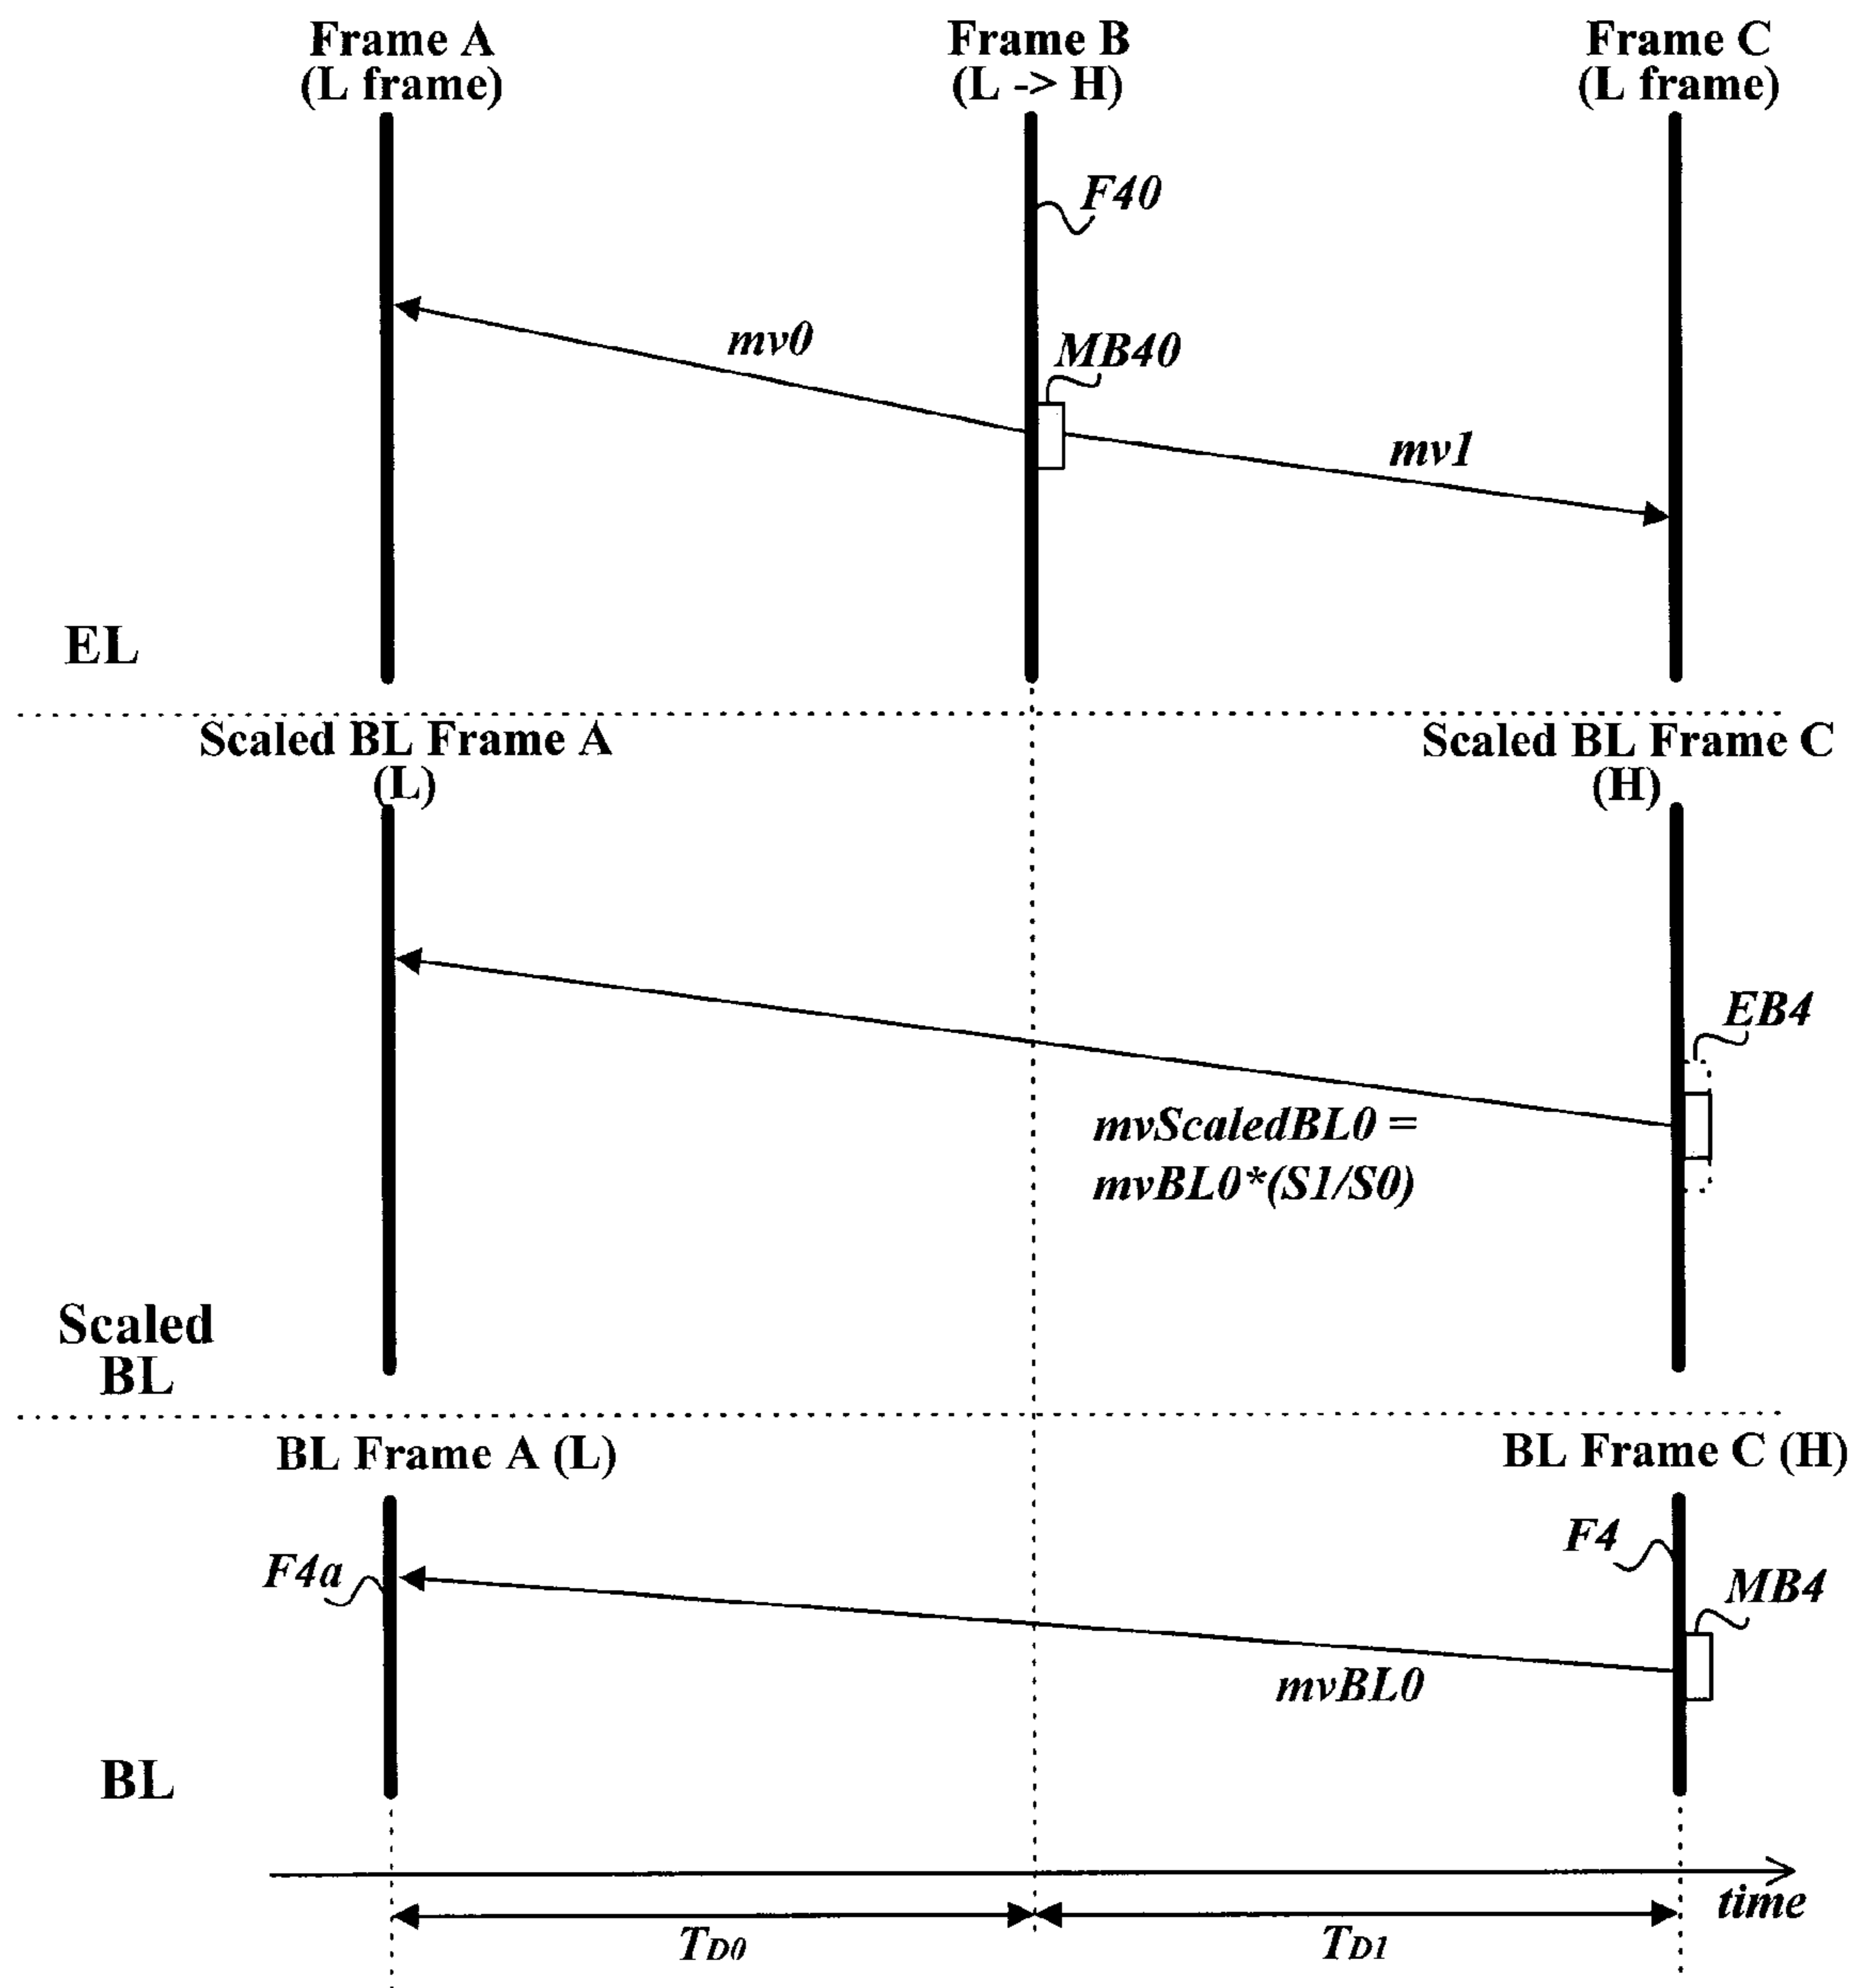 Frame A
(L frame)
Frame B
(L -> H)
Frame C
(L frame)
F40
mv0
MB40
mv1
EL
Scaled BL Frame A
(L)
Scaled BL Frame C
(H)
EB4
mvScaledBL0 =
mvBL0*(S1/S0)
Scaled
BL
BL Frame A (L)
BL Frame C (H)
F4a
F4
MB4
mvBL0
BL
time
TD0
TD1